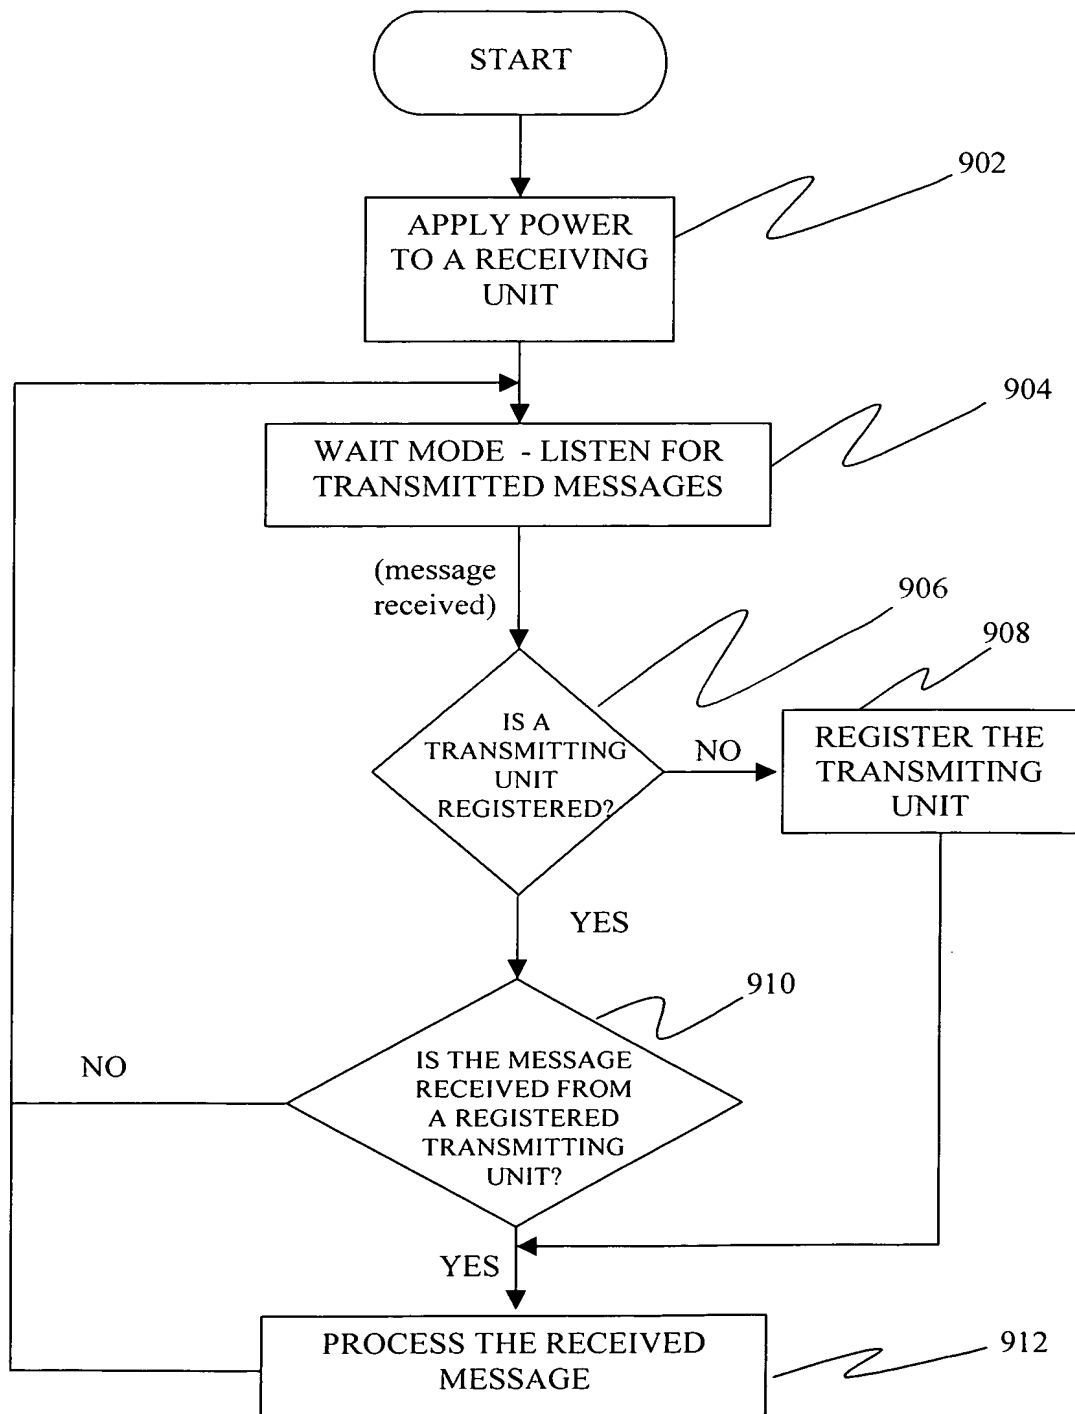 START
902
APPLY POWER
TO A RECEIVING
UNIT
904
WAIT MODE - LISTEN FOR
TRANSMITTED MESSAGES
(message
received)
906
908
IS A
TRANSMITTING
UNIT
REGISTERED?
NO
REGISTER THE
TRANSMITING
UNIT
YES
910
NO
IS THE MESSAGE
RECEIVED FROM
A REGISTERED
TRANSMITTING
UNIT?
YES
PROCESS THE RECEIVED
MESSAGE
912